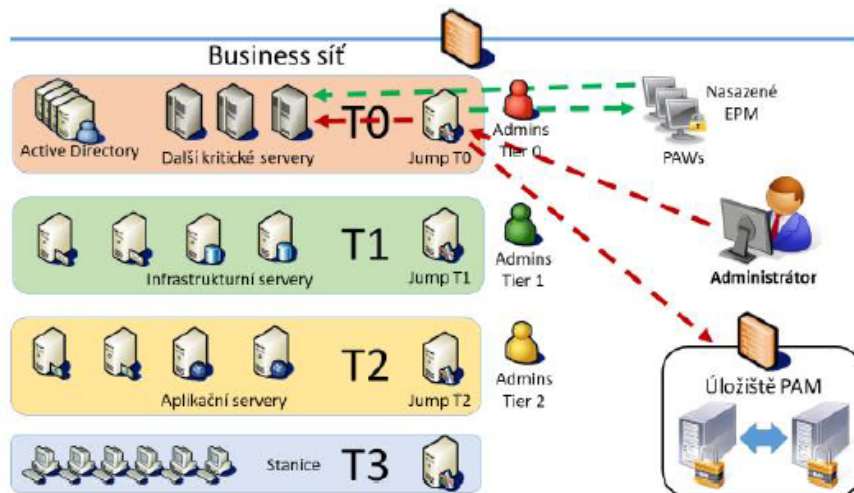 Business síť
T0
Active Directory
Další kritické servery
Jump T0
Admins
Tier 0
Nasazené
EPM
PAWs
T1
Infrastrukturní servery
Jump T1
Admins
Tier 1
Administrátor
T2
Aplikační servery
Jump T2
Admins
Tier 2
Úložiště PAM
Stanice
T3